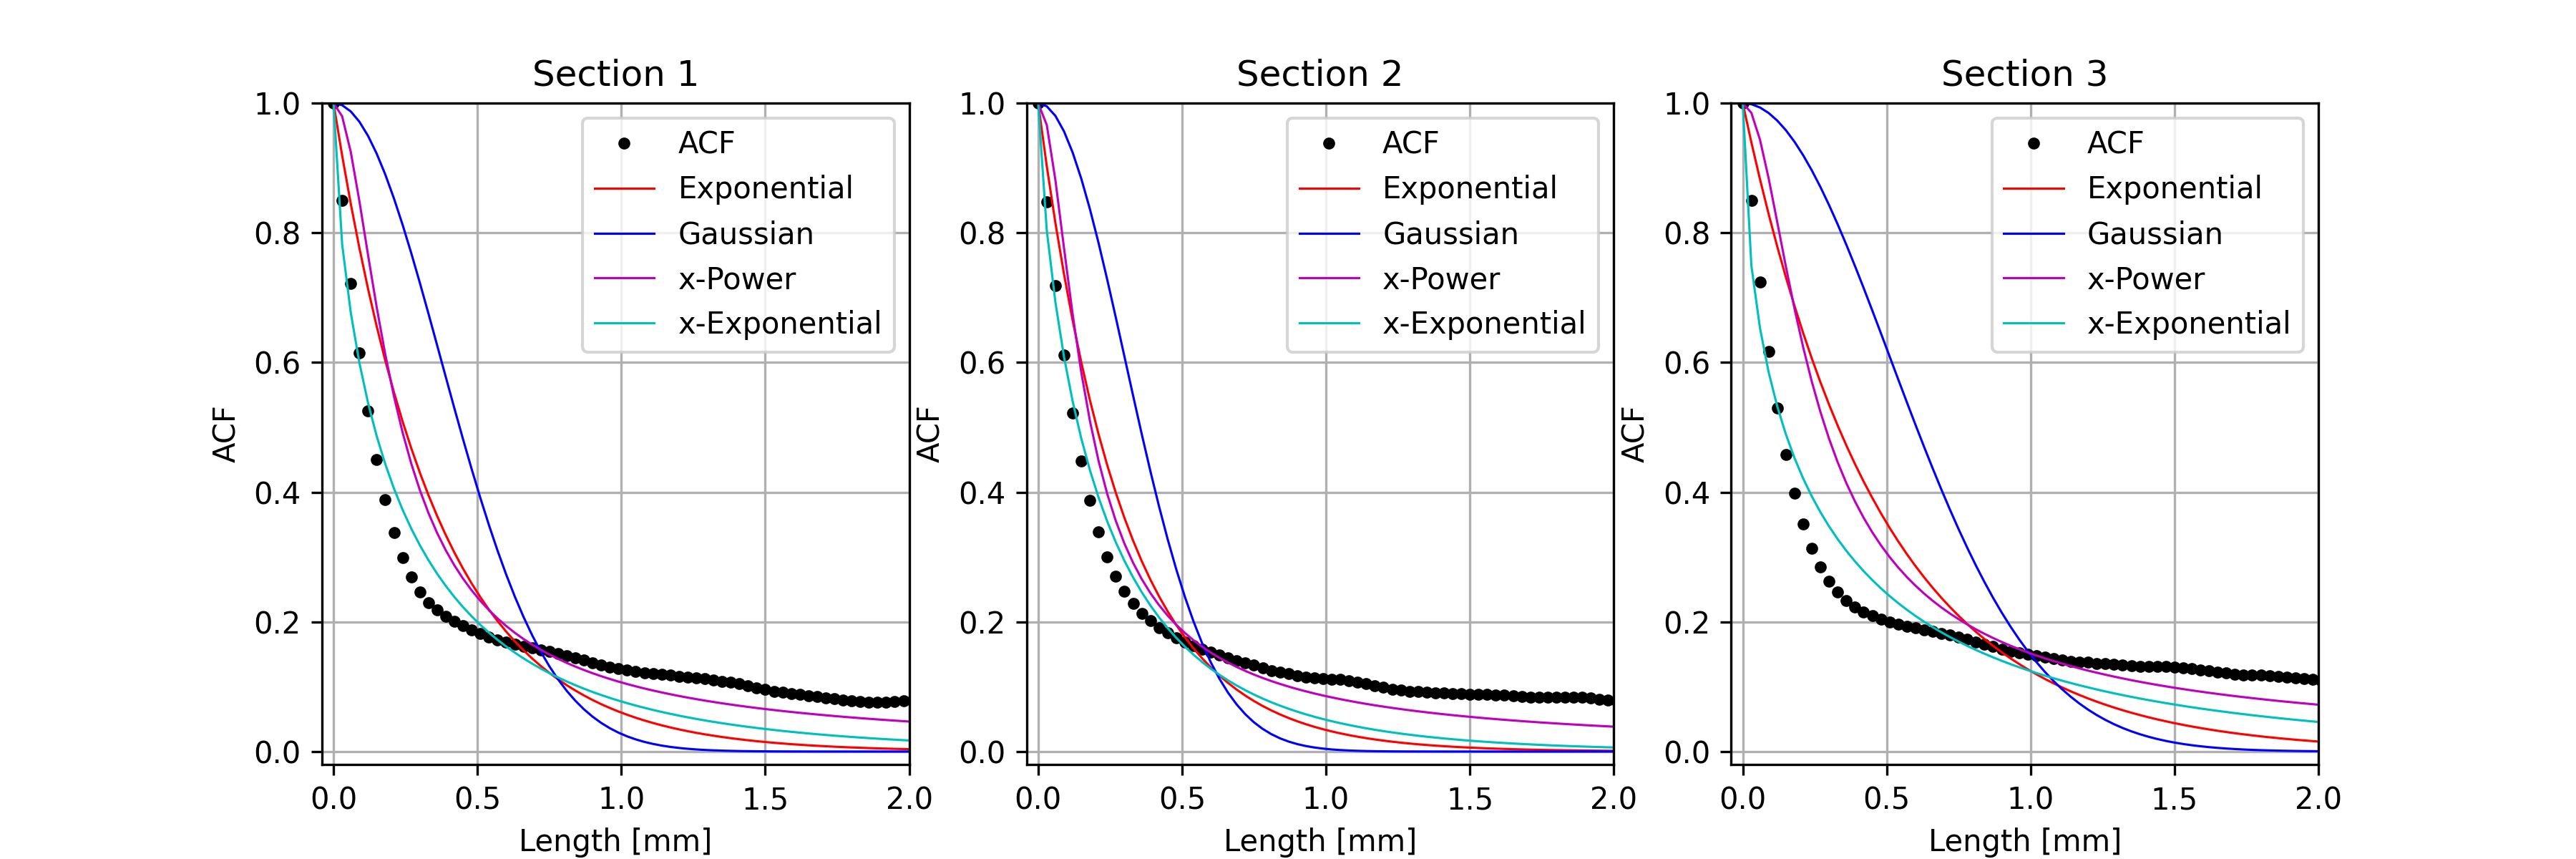 Section 1
1.0
0.8
0.6
0.4
0.2
0.0
ACF
ACF
Exponential
Gaussian
x-Power
x-Exponential
0.0 0.5 1.0 1.5 2.0
Length [mm]
Section 2
1.0
0.8
0.6
0.4
0.2
0.0
ACF
ACF
Exponential
Gaussian
x-Power
x-Exponential
0.0 0.5 1.0 1.5 2.0
Length [mm]
Section 3
1.0
0.8
0.6
0.4
0.2
0.0
ACF
ACF
Exponential
Gaussian
x-Power
x-Exponential
0.0 0.5 1.0 1.5 2.0
Length [mm]